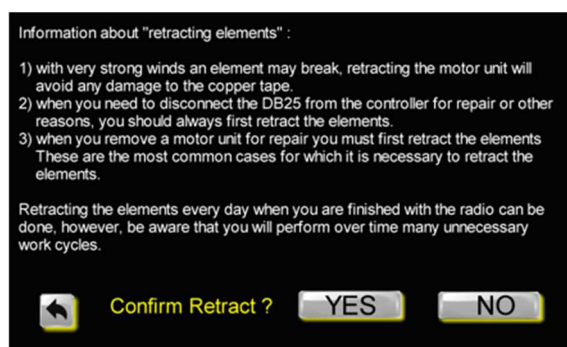 Information about "retracting elements" :
1) with very strong winds an element may break, retracting the motor unit will
avoid any damage to the copper tape.
2) when you need to disconnect the DB25 from the controller for repair or other
reasons, you should always first retract the elements.
3) when you remove a motor unit for repair you must first retract the elements
These are the most common cases for which it is necessary to retract the
elements.
Retracting the elements every day when you are finished with the radio can be
done, however, be aware that you will perform over time many unnecessary
work cycles.
Confirm Retract ? YES NO